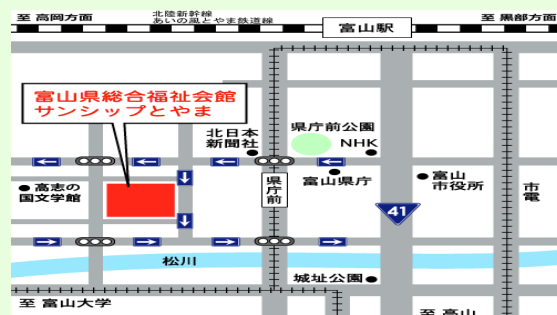 至 高岡方面
北陸新幹線
あいの風とやま鉄道線
富山駅
至 黒部方面
富山県総合福祉会館
サンシップとやま
北日本
新聞社
県庁前公園
NHK
高志の
国文学館
県庁前
富山県庁
富山
市役所
市電
41
松川
城址公園
至 富山大学
至 高山